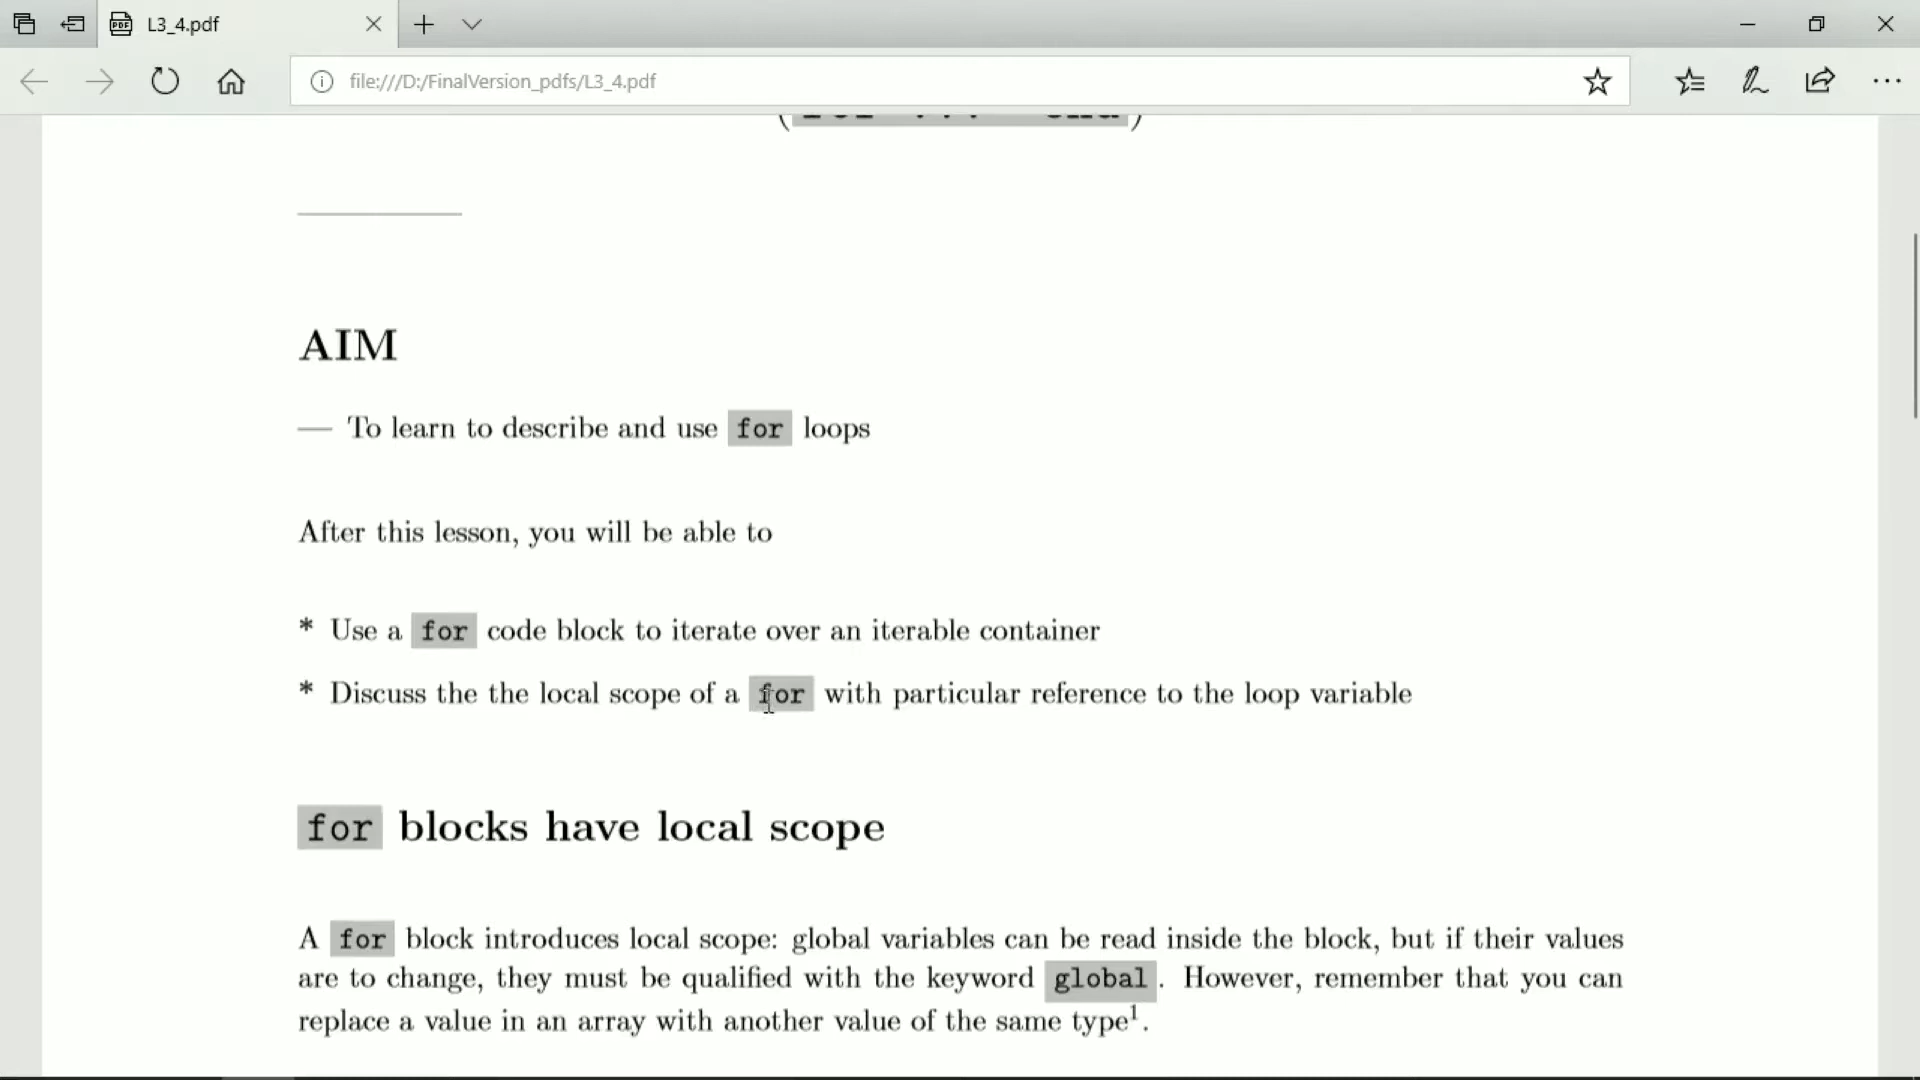 L3_4.pdf
file:///D:/FinalVersion_pdfs/L3_4.pdf
AIM
— To learn to describe and use for loops
After this lesson, you will be able to
* Use a for code block to iterate over an iterable container
* Discuss the the local scope of a for with particular reference to the loop variable
for blocks have local scope
A for block introduces local scope: global variables can be read inside the block, but if their values
are to change, they must be qualified with the keyword global. However, remember that you can
replace a value in an array with another value of the same type¹.